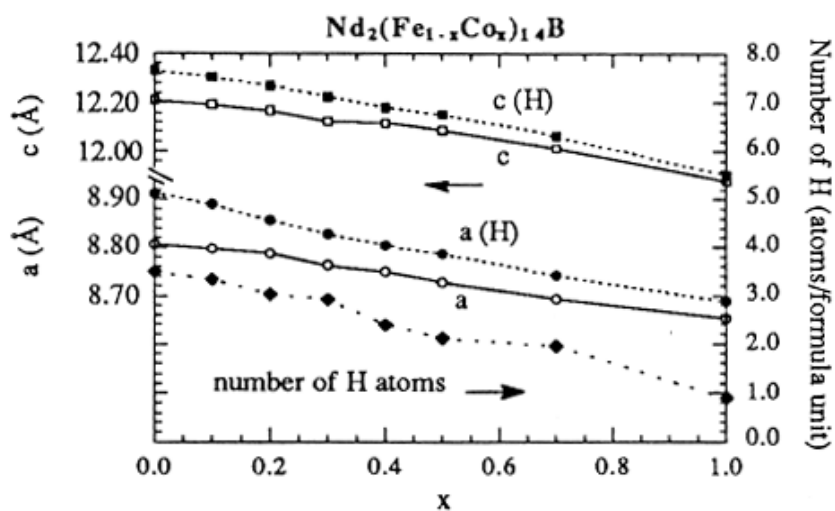 Nd₂(Fe₁₋ₓCoₓ)₁₄B
12.40
12.20
12.00
8.90
8.80
8.70
c (Å)
a (Å)
c (H)
c
a (H)
a
number of H atoms
8.0
7.0
6.0
5.0
4.0
3.0
2.0
1.0
0.0
Number of H (atoms/formula unit)
0.0 0.2 0.4 0.6 0.8 1.0
x